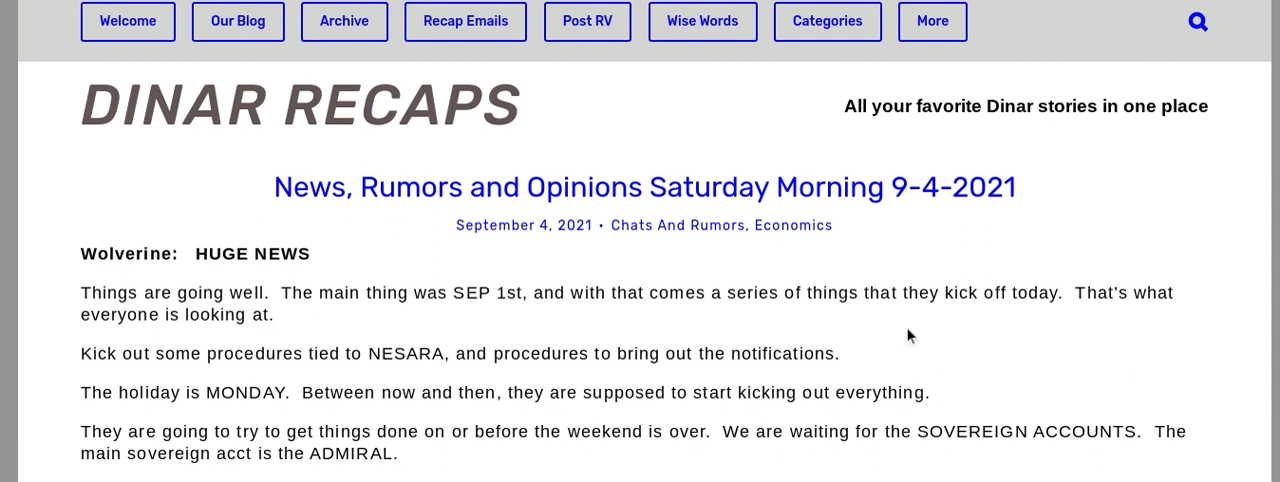 Welcome
Our Blog
Archive
Recap Emails
Post RV
Wise Words
Categories
More
DINAR RECAPS
All your favorite Dinar stories in one place
News, Rumors and Opinions Saturday Morning 9-4-2021
September 4, 2021 • Chats And Rumors, Economics
Wolverine:   HUGE NEWS
Things are going well.  The main thing was SEP 1st, and with that comes a series of things that they kick off today.  That’s what
everyone is looking at.
Kick out some procedures tied to NESARA, and procedures to bring out the notifications.
The holiday is MONDAY.  Between now and then, they are supposed to start kicking out everything.
They are going to try to get things done on or before the weekend is over.  We are waiting for the SOVEREIGN ACCOUNTS.  The
main sovereign acct is the ADMIRAL.